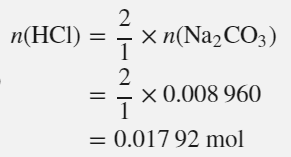 n(HCl) = 2/1 × n(Na₂CO₃)
= 2/1 × 0.008 960
= 0.017 92 mol